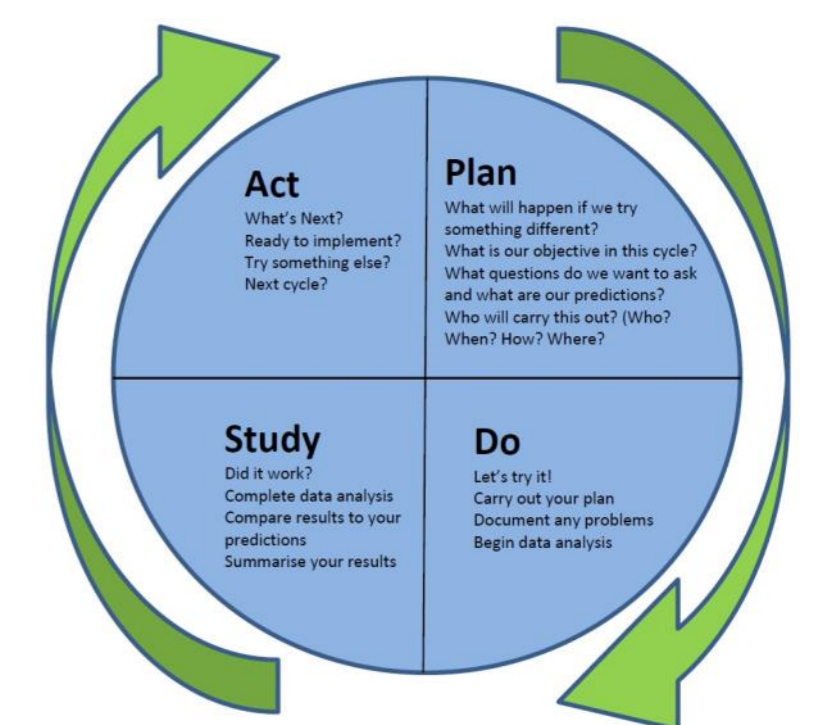 Act
What's Next?
Ready to implement?
Try something else?
Next cycle?
Plan
What will happen if we try
something different?
What is our objective in this cycle?
What questions do we want to ask
and what are our predictions?
Who will carry this out? (Who?
When? How? Where?
Study
Did it work?
Complete data analysis
Compare results to your
predictions
Summarise your results
Do
Let's try it!
Carry out your plan
Document any problems
Begin data analysis